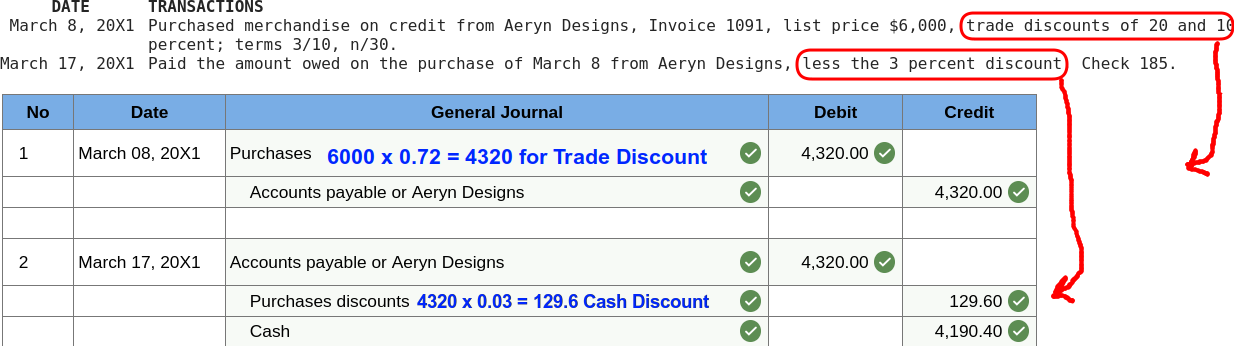 DATE TRANSACTIONS
March 8, 20X1 Purchased merchandise on credit from Aeryn Designs, Invoice 1091, list price $6,000, trade discounts of 20 and 10
percent; terms 3/10, n/30.
March 17, 20X1 Paid the amount owed on the purchase of March 8 from Aeryn Designs, less the 3 percent discount, Check 185.
No Date General Journal Debit Credit
1 March 08, 20X1 Purchases 6000 x 0.72 = 4320 for Trade Discount 4,320.00
Accounts payable or Aeryn Designs 4,320.00
2 March 17, 20X1 Accounts payable or Aeryn Designs 4,320.00
Purchases discounts 4320 x 0.03 = 129.6 Cash Discount 129.60
Cash 4,190.40